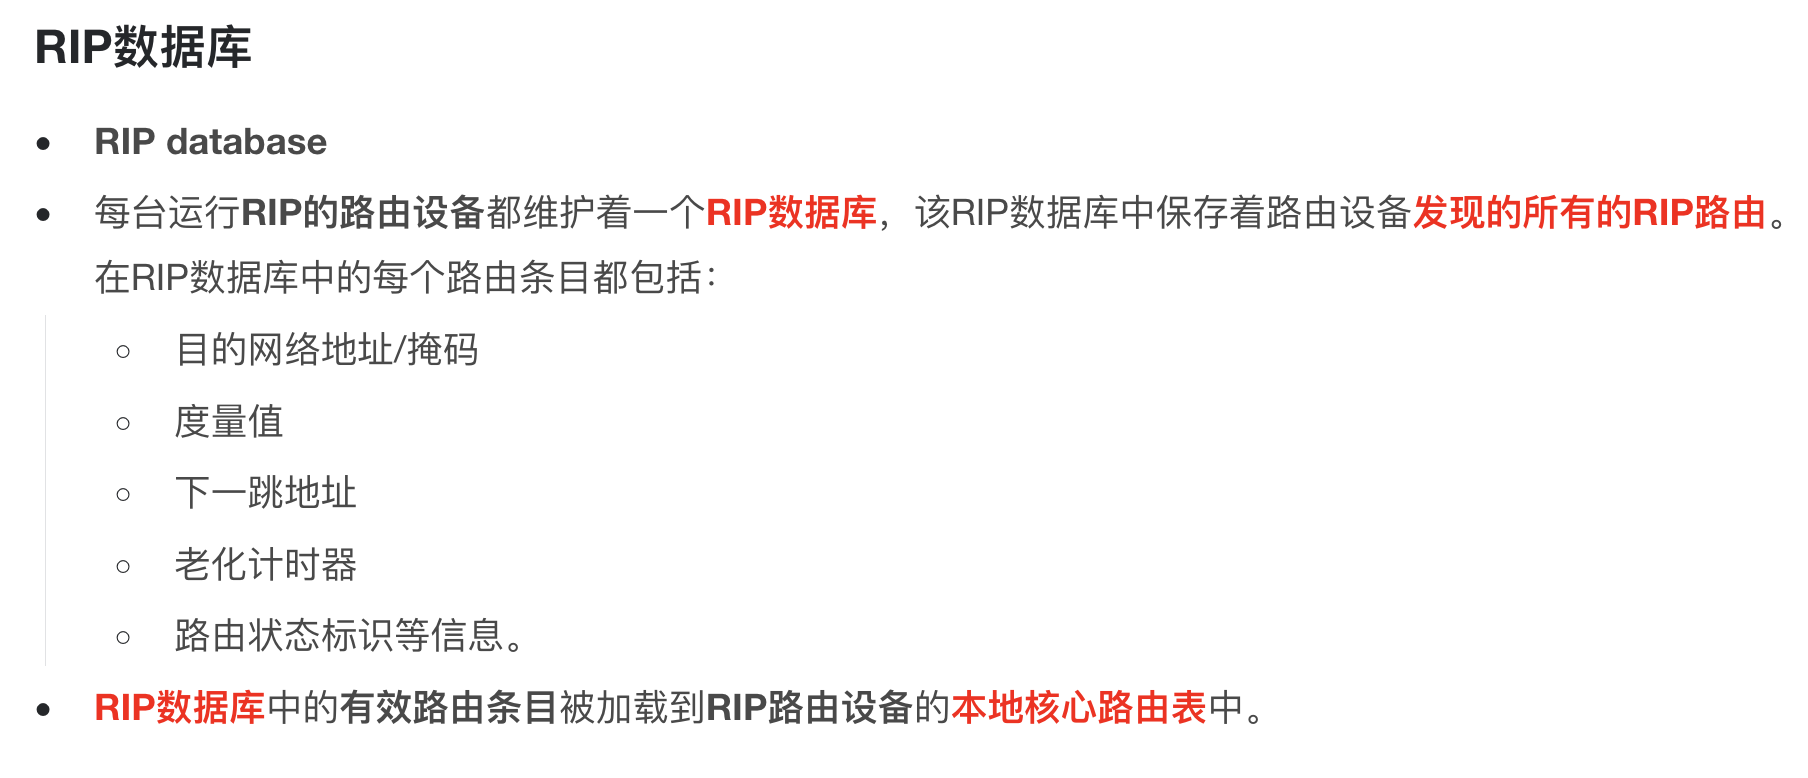 RIP数据库
• RIP database
• 每台运行RIP的路由设备都维护着一个RIP数据库，该RIP数据库中保存着路由设备发现的所有的RIP路由。
在RIP数据库中的每个路由条目都包括：
◦ 目的网络地址/掩码
◦ 度量值
◦ 下一跳地址
◦ 老化计时器
◦ 路由状态标识等信息。
• RIP数据库中的有效路由条目被加载到RIP路由设备的本地核心路由表中。